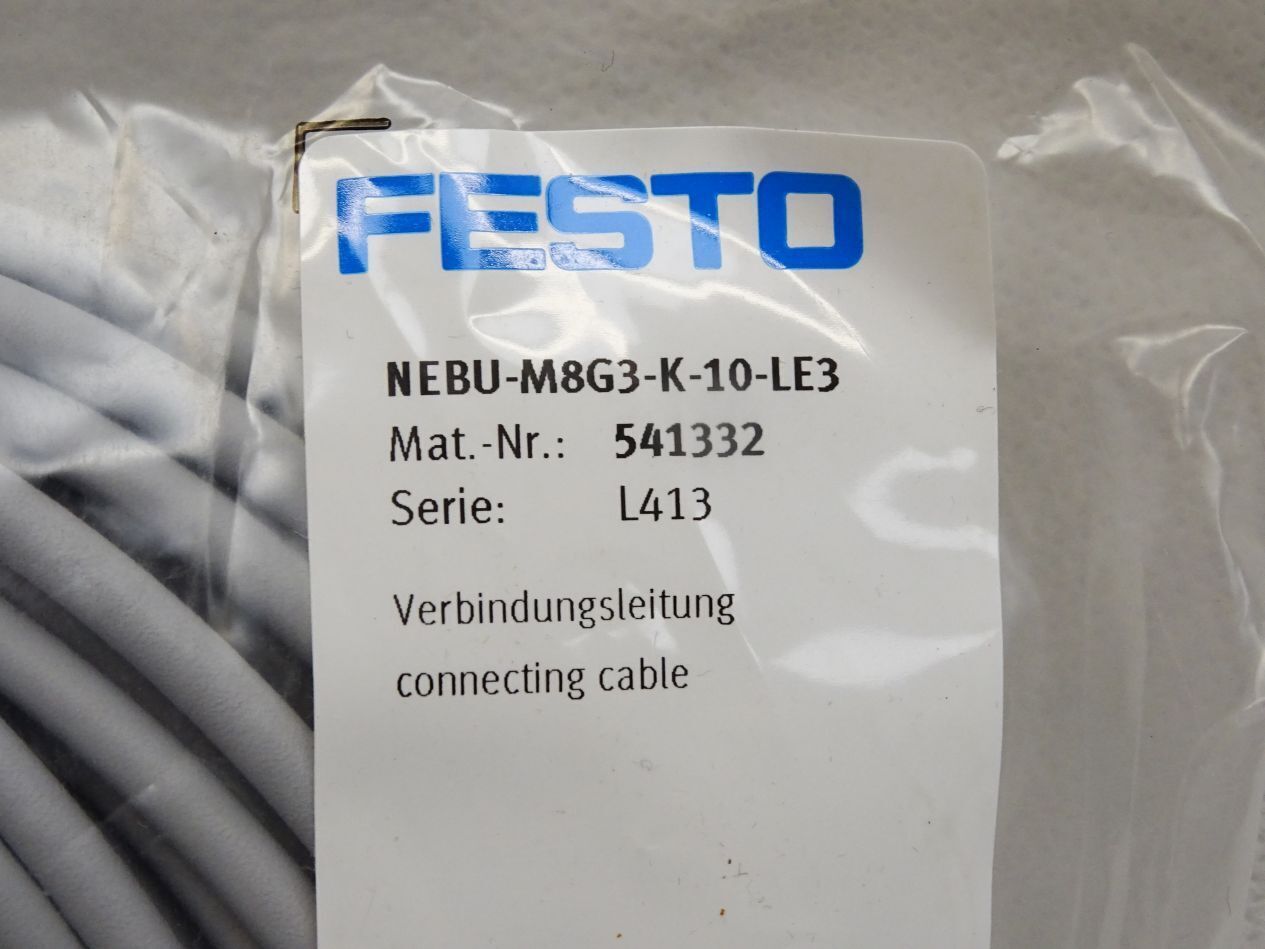 FESTO
NEBU-M8G3-K-10-LE3
Mat.-Nr.: 541332
Serie: L413
Verbindungsleitung
connecting cable